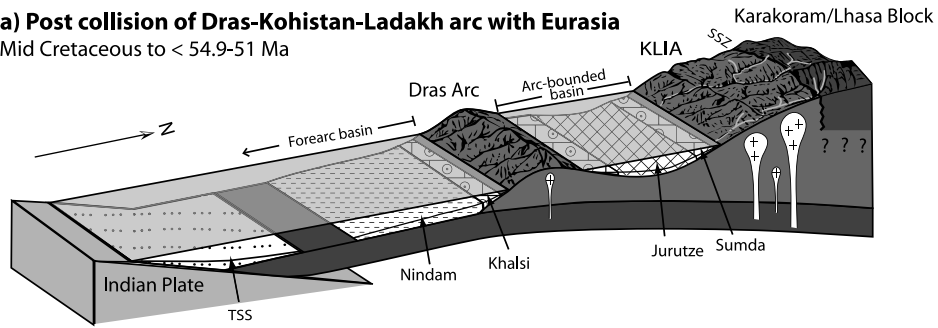 a) Post collision of Dras-Kohistan-Ladakh arc with Eurasia
Mid Cretaceous to < 54.9-51 Ma
Karakoram/Lhasa Block
SSZ
KLIA
Arc-bounded
basin
Dras Arc
Forearc basin
N
? ? ?
Jurutze
Sumda
Khalsi
Nindam
Indian Plate
TSS